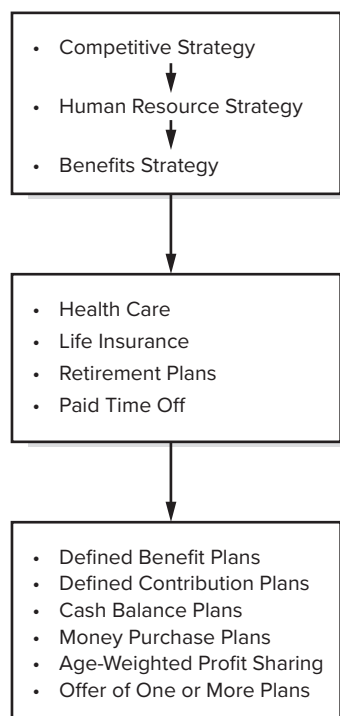 • Competitive Strategy
• Human Resource Strategy
• Benefits Strategy
• Health Care
• Life Insurance
• Retirement Plans
• Paid Time Off
• Defined Benefit Plans
• Defined Contribution Plans
• Cash Balance Plans
• Money Purchase Plans
• Age-Weighted Profit Sharing
• Offer of One or More Plans